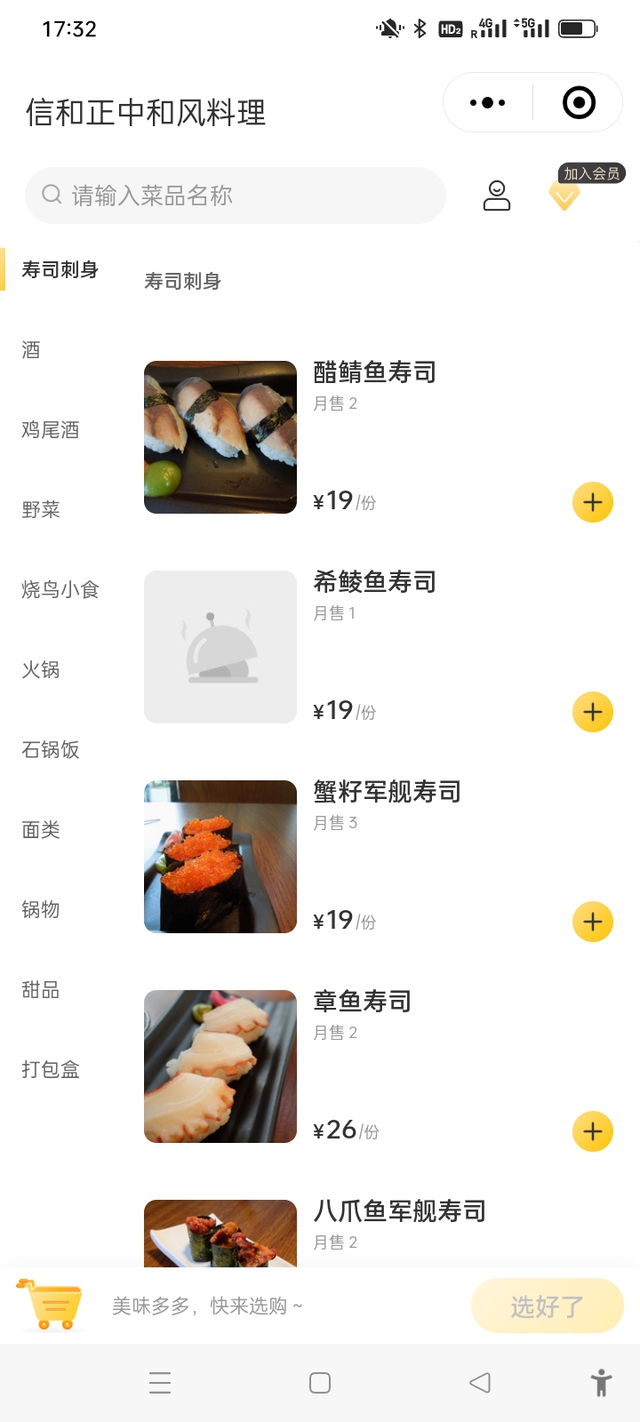 17:32
HD2
R 4G
5G
信和正中和风料理
请输入菜品名称
加入会员
寿司刺身
酒
鸡尾酒
野菜
烧鸟小食
火锅
石锅饭
面类
锅物
甜品
打包盒
寿司刺身
醋鲭鱼寿司
月售 2
¥19/份
希鲮鱼寿司
月售 1
¥19/份
蟹籽军舰寿司
月售 3
¥19/份
章鱼寿司
月售 2
¥26/份
八爪鱼军舰寿司
月售 2
美味多多，快来选购 ~
选好了